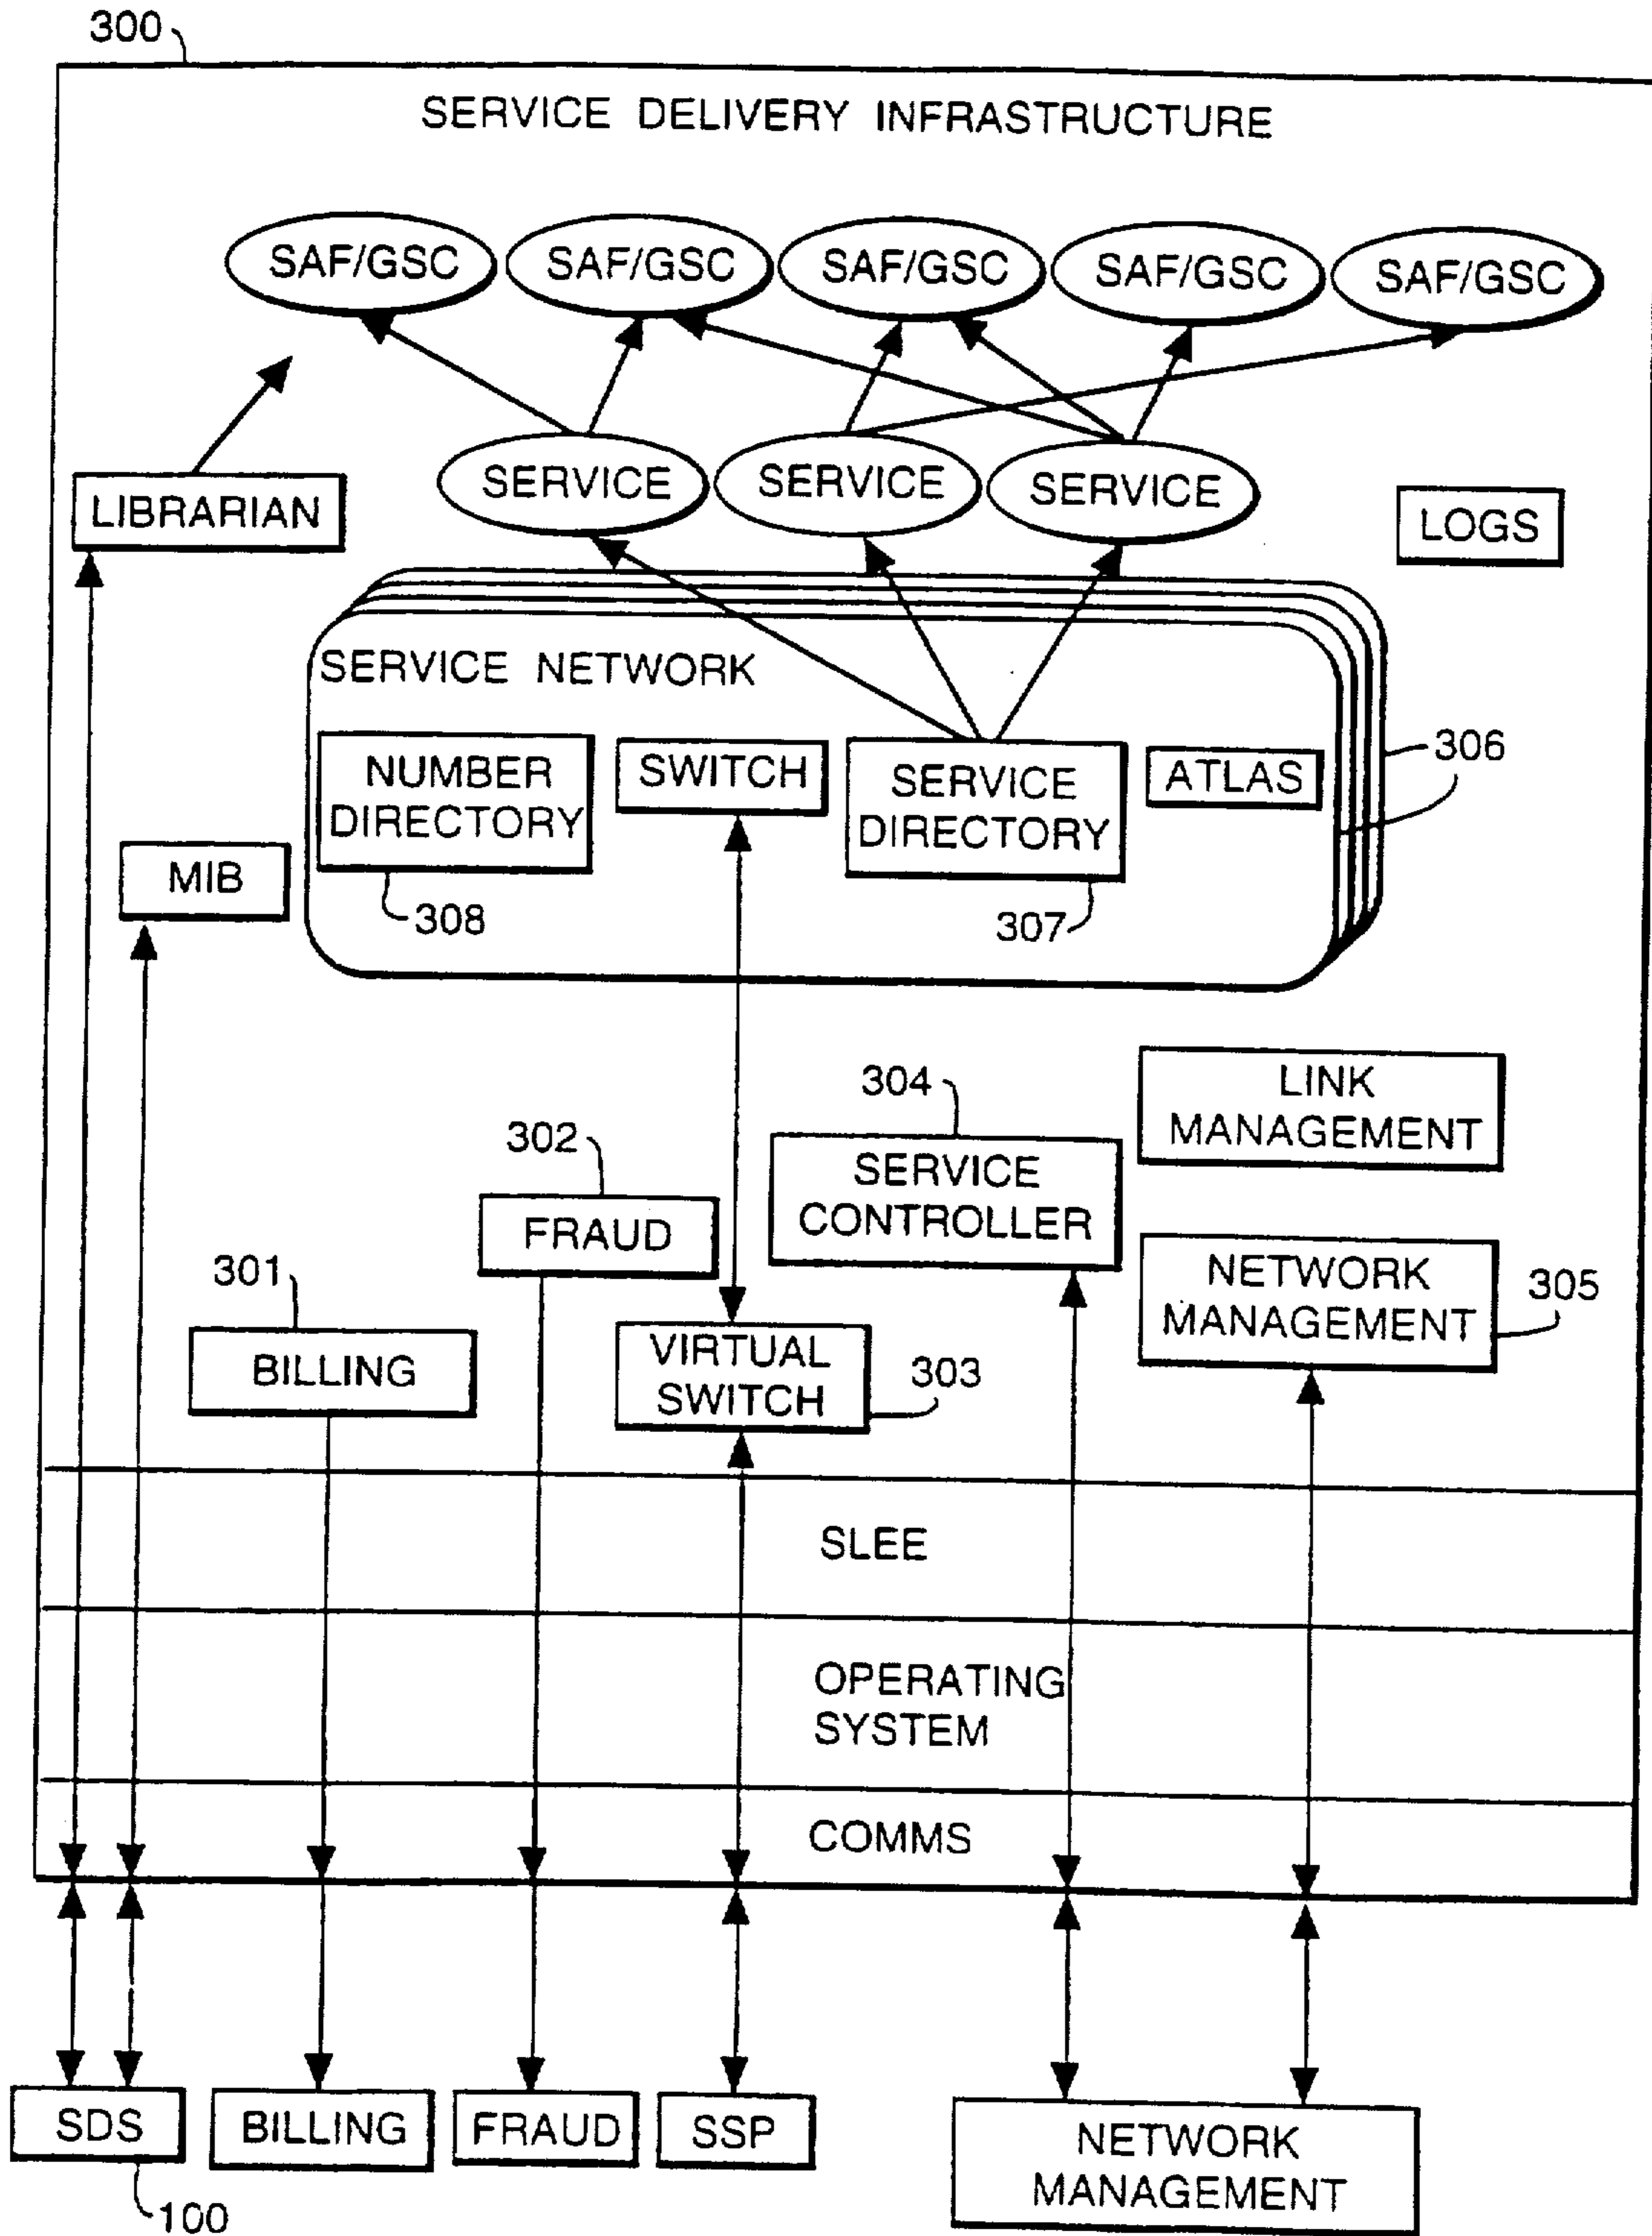 300
SERVICE DELIVERY INFRASTRUCTURE
SAF/GSC
SAF/GSC
SAF/GSC
SAF/GSC
SAF/GSC
SERVICE
SERVICE
SERVICE
LIBRARIAN
LOGS
SERVICE NETWORK
NUMBER
DIRECTORY
SWITCH
SERVICE
DIRECTORY
ATLAS
306
MIB
308
307
304
LINK
MANAGEMENT
302
SERVICE
CONTROLLER
FRAUD
301
NETWORK
MANAGEMENT
305
BILLING
VIRTUAL
SWITCH
303
SLEE
OPERATING
SYSTEM
COMMS
SDS
BILLING
FRAUD
SSP
NETWORK
MANAGEMENT
100